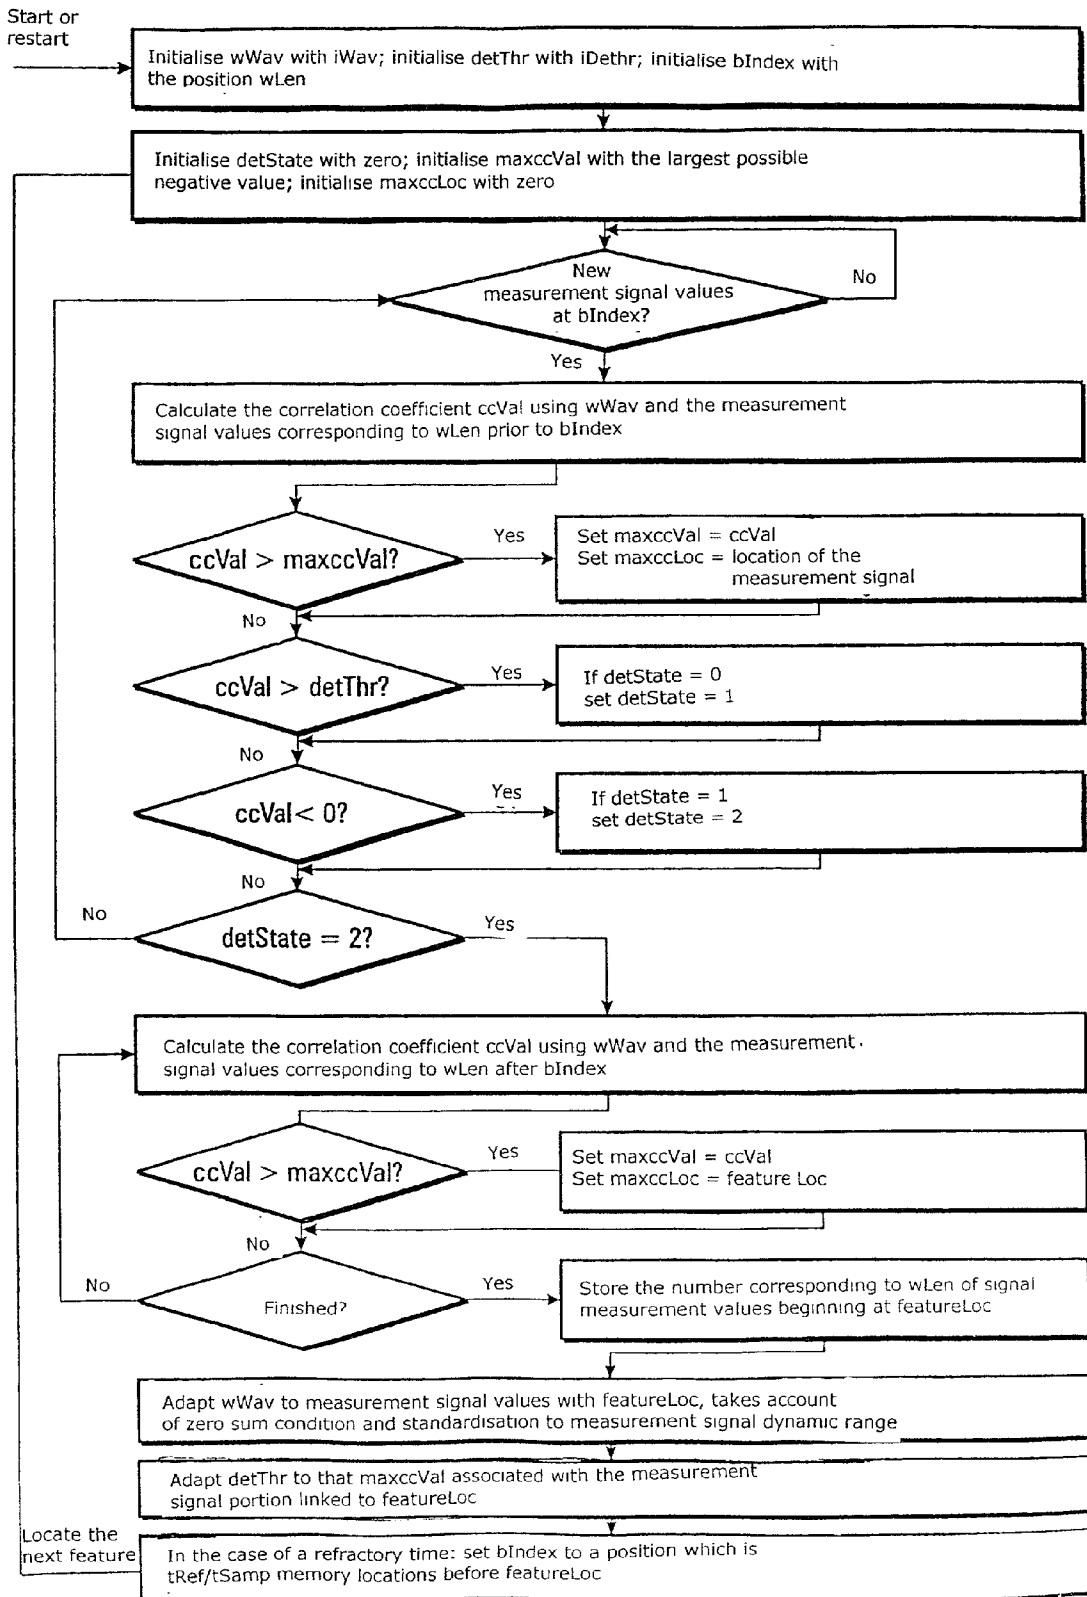 Start or
restart
Initialise wWav with iWav; initialise detThr with iDethr; initialise bIndex with
the position wLen
Initialise detState with zero; initialise maxccVal with the largest possible
negative value; initialise maxccLoc with zero
New
measurement signal values
at bIndex?
No
Yes
Calculate the correlation coefficient ccVal using wWav and the measurement
signal values corresponding to wLen prior to bIndex
ccVal > maxccVal?
Yes
Set maxccVal = ccVal
Set maxccLoc = location of the
measurement signal
No
ccVal > detThr?
Yes
If detState = 0
set detState = 1
No
ccVal< 0?
Yes
If detState = 1
set detState = 2
No
No
detState = 2?
Yes
Calculate the correlation coefficient ccVal using wWav and the measurement
signal values corresponding to wLen after bIndex
ccVal > maxccVal?
Yes
Set maxccVal = ccVal
Set maxccLoc = feature Loc
No
No
Finished?
Yes
Store the number corresponding to wLen of signal
measurement values beginning at featureLoc
Adapt wWav to measurement signal values with featureLoc, takes account
of zero sum condition and standardisation to measurement signal dynamic range
Adapt detThr to that maxccVal associated with the measurement
signal portion linked to featureLoc
Locate the
next feature
In the case of a refractory time: set bIndex to a position which is
tRef/tSamp memory locations before featureLoc